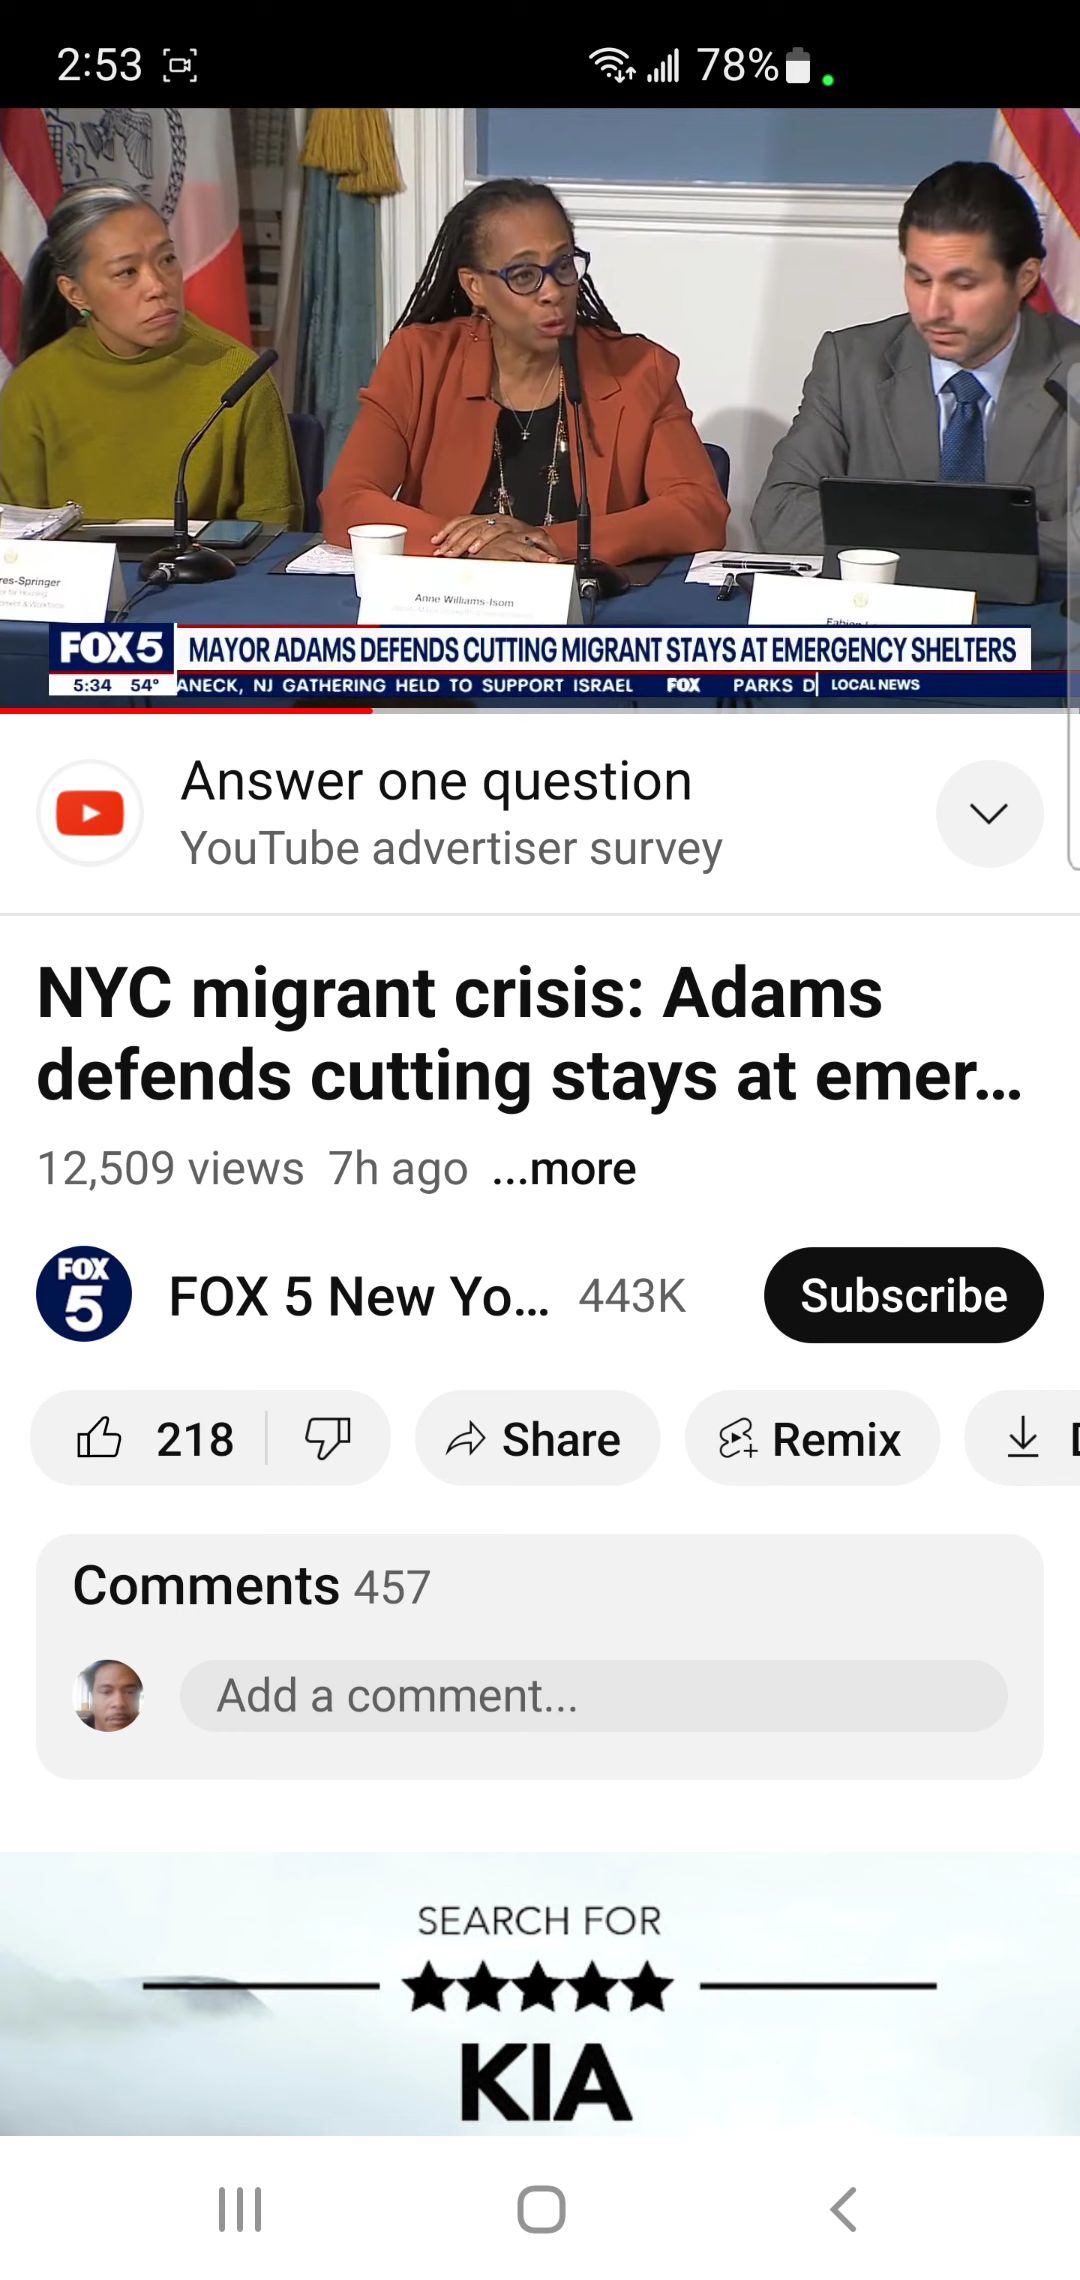 2:53 78%
res-Springer
Anne Williams-Isom
FOX 5 MAYOR ADAMS DEFENDS CUTTING MIGRANT STAYS AT EMERGENCY SHELTERS
5:34 54° ANECK, NJ GATHERING HELD TO SUPPORT ISRAEL FOX PARKS D LOCAL NEWS
Answer one question
YouTube advertiser survey
NYC migrant crisis: Adams
defends cutting stays at emer...
12,509 views 7h ago ...more
FOX
5
FOX 5 New Yo... 443K Subscribe
218 Share Remix
Comments 457
Add a comment...
SEARCH FOR
KIA